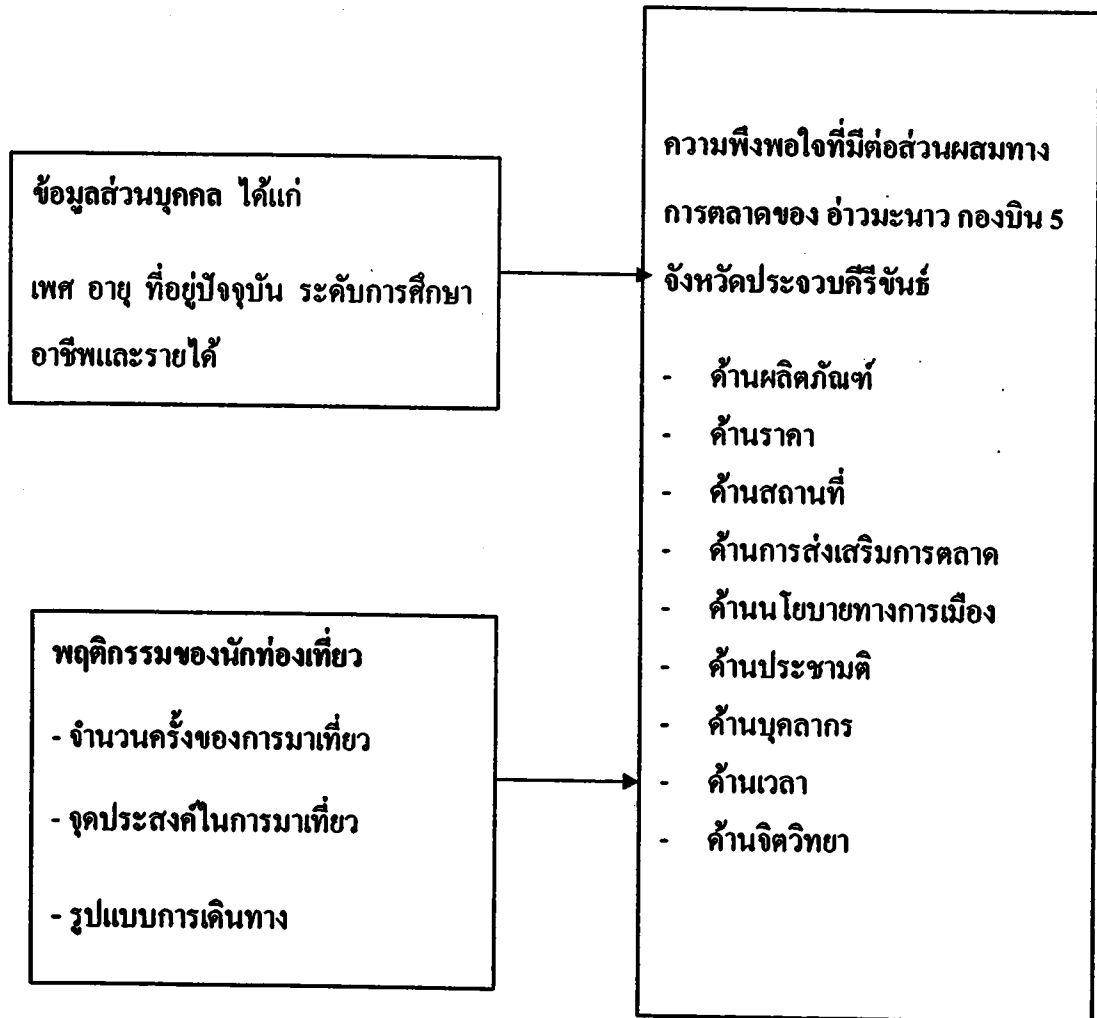 ข้อมูลส่วนบุคคล ได้แก่
เพศ อายุ ที่อยู่ปัจจุบัน ระดับการศึกษา
อาชีพและรายได้
พฤติกรรมของนักท่องเที่ยว
- จำนวนครั้งของการมาเที่ยว
- จุดประสงค์ในการมาเที่ยว
- รูปแบบการเดินทาง
ความพึงพอใจที่มีต่อส่วนผสมทาง
การตลาดของ อ่าวมะนาว กองบิน 5
จังหวัดประจวบคีรีขันธ์
- ด้านผลิตภัณฑ์
- ด้านราคา
- ด้านสถานที่
- ด้านการส่งเสริมการตลาด
- ด้านนโยบายทางการเมือง
- ด้านประชามติ
- ด้านบุคลากร
- ด้านเวลา
- ด้านจิตวิทยา